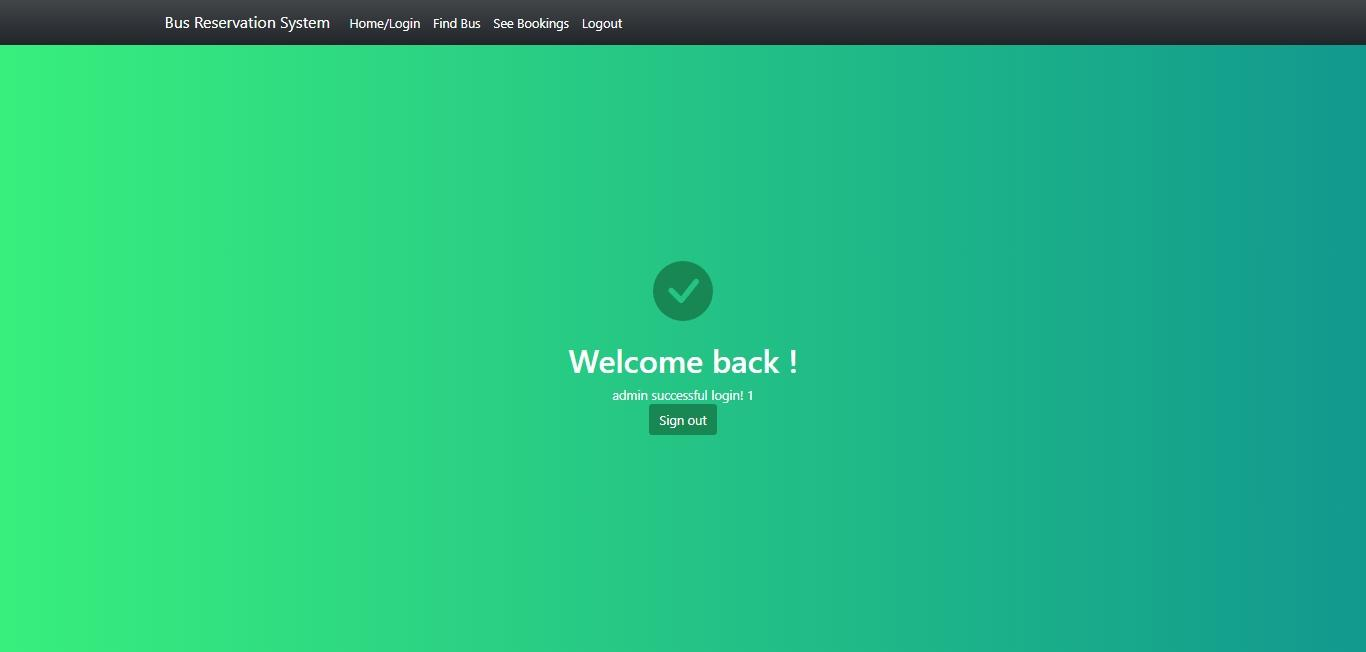 Bus Reservation System Home/Login Find Bus See Bookings Logout
Welcome back !
admin successful login! 1
Sign out